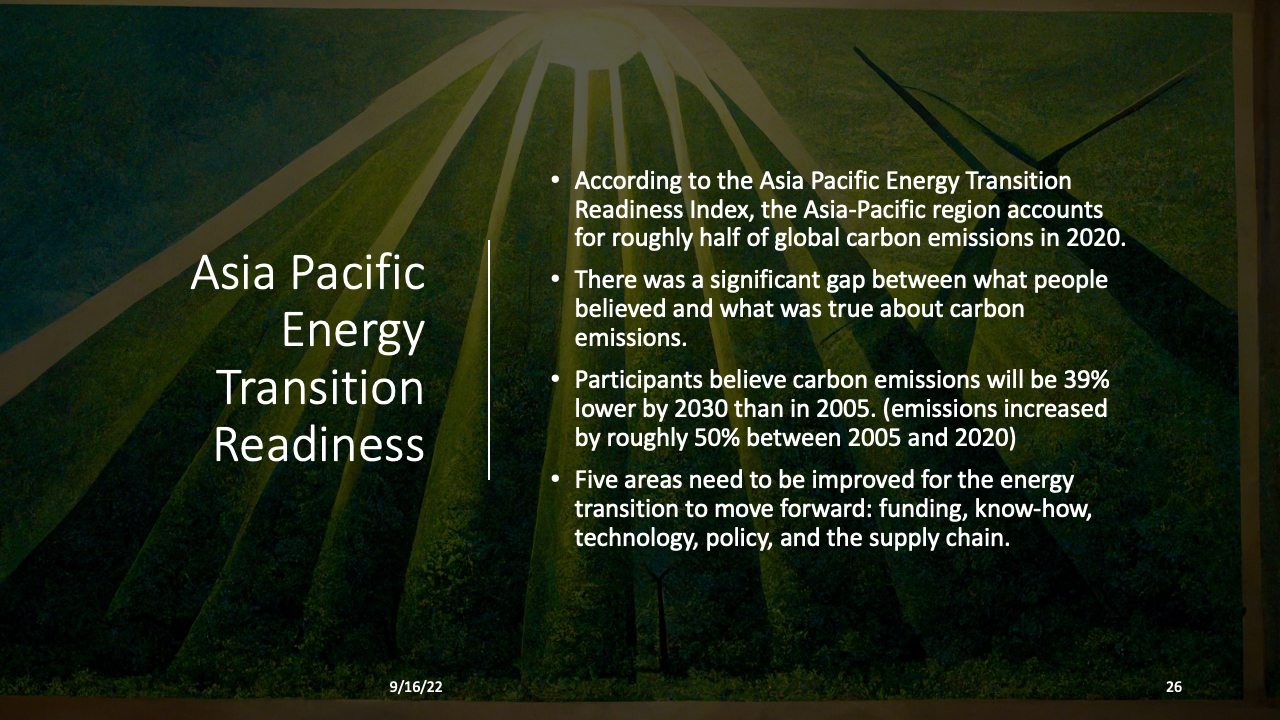 Asia Pacific
Energy
Transition
Readiness
• According to the Asia Pacific Energy Transition
Readiness Index, the Asia-Pacific region accounts
for roughly half of global carbon emissions in 2020.
• There was a significant gap between what people
believed and what was true about carbon
emissions.
• Participants believe carbon emissions will be 39%
lower by 2030 than in 2005. (emissions increased
by roughly 50% between 2005 and 2020)
• Five areas need to be improved for the energy
transition to move forward: funding, know-how,
technology, policy, and the supply chain.
9/16/22
26